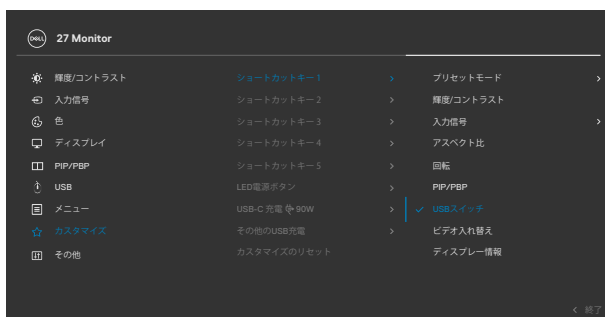 DELL 27 Monitor
輝度/コントラスト ショートカットキー 1 プリセットモード
入力信号 ショートカットキー 2 輝度/コントラスト
色 ショートカットキー 3 入力信号
ディスプレイ ショートカットキー 4 アスペクト比
PIP/PBP ショートカットキー 5 回転
USB LED電源ボタン PIP/PBP
メニュー USB-C 充電 90W USBスイッチ
カスタマイズ その他のUSB充電 ビデオ入れ替え
その他 カスタマイズのリセット ディスプレー情報
終了